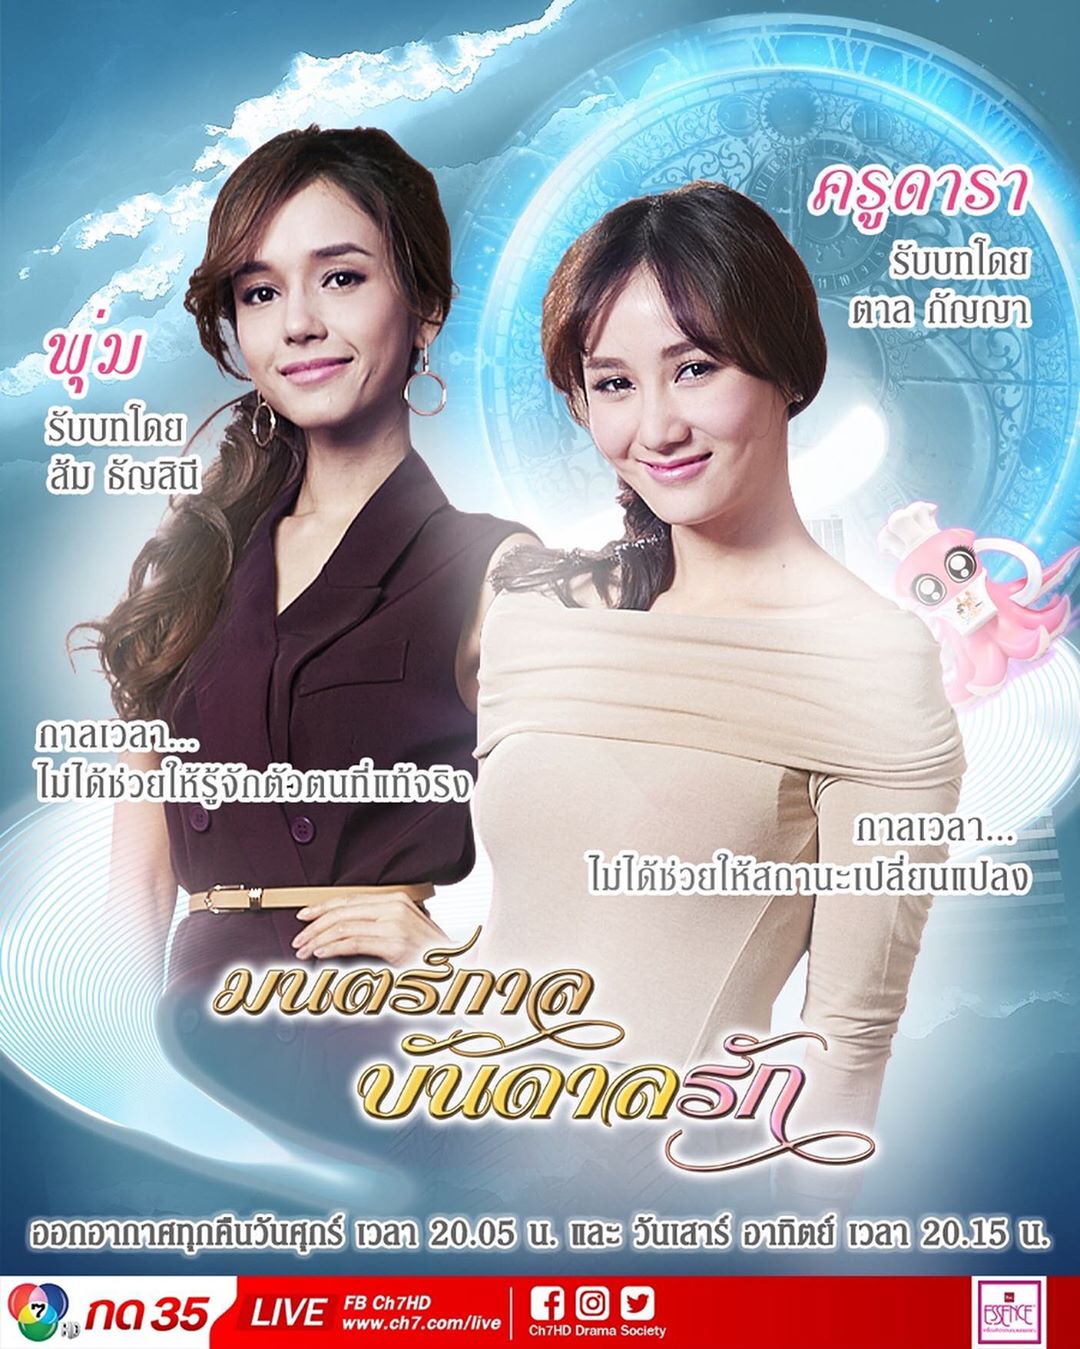 ครูดารา
รับบทโดย
ตาล กัญญา
พุ่ม
รับบทโดย
ส้ม ธัญสินี
กาลเวลา...
ไม่ได้ช่วยให้รู้จักตัวตนที่แท้จริง
กาลเวลา...
ไม่ได้ช่วยให้สถานะเปลี่ยนแปลง
มนตร์กาล
บันดาลรัก
ออกอากาศทุกคืนวันศุกร์ เวลา 20.05 น. และ วันเสาร์ อาทิตย์ เวลา 20.15 น.
7 HD กด 35 LIVE
FB Ch7HD
www.ch7.com/live
Ch7HD Drama Society
ESSENCE